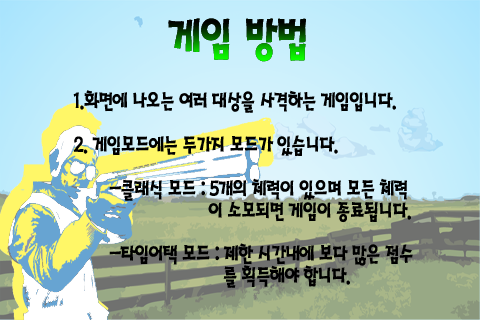 게임 방법
1.화면에 나오는 여러 대상을 사격하는 게임입니다.
2. 게임모드에는 두가지 모드가 있습니다.
-클래식 모드 : 5개의 체력이 있으며 모든 체력
이 소모되면 게임이 종료됩니다.
-타임어택 모드 : 제한 시간내에 보다 많은 점수
를 획득해야 합니다.